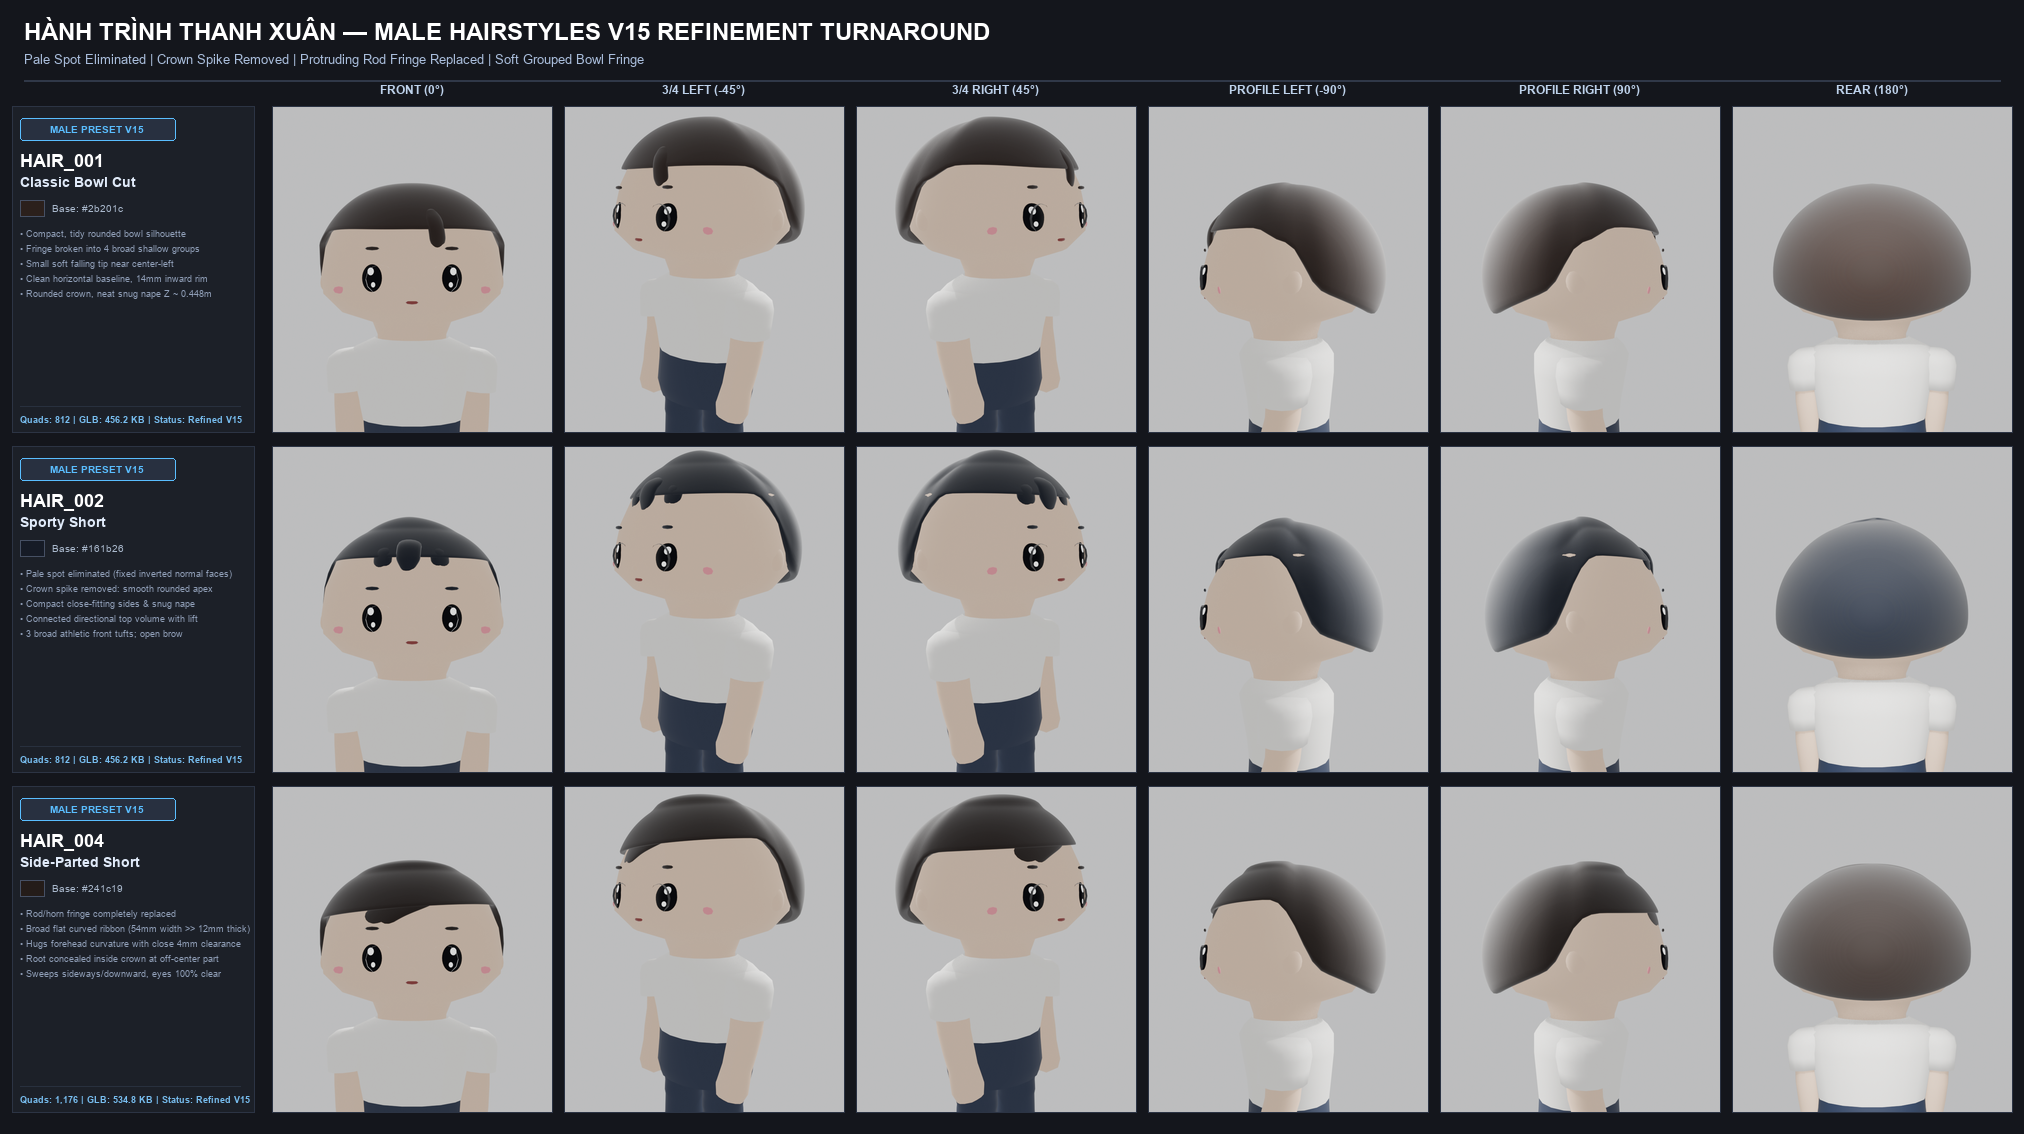 HÀNH TRÌNH THANH XUÂN — MALE HAIRSTYLES V15 REFINEMENT TURNAROUND
Pale Spot Eliminated | Crown Spike Removed | Protruding Rod Fringe Replaced | Soft Grouped Bowl Fringe
FRONT (0°)
3/4 LEFT (-45°)
3/4 RIGHT (45°)
PROFILE LEFT (-90°)
PROFILE RIGHT (90°)
REAR (180°)
MALE PRESET V15
HAIR_001
Classic Bowl Cut
Base: #2b201c
• Compact, tidy rounded bowl silhouette
• Fringe broken into 4 broad shallow groups
• Small soft falling tip near center-left
• Clean horizontal baseline, 14mm inward rim
• Rounded crown, neat snug nape Z ~ 0.448m
Quads: 812 | GLB: 456.2 KB | Status: Refined V15
MALE PRESET V15
HAIR_002
Sporty Short
Base: #161b26
• Pale spot eliminated (fixed inverted normal faces)
• Crown spike removed: smooth rounded apex
• Compact close-fitting sides & snug nape
• Connected directional top volume with lift
• 3 broad athletic front tufts; open brow
Quads: 812 | GLB: 456.2 KB | Status: Refined V15
MALE PRESET V15
HAIR_004
Side-Parted Short
Base: #241c19
• Rod/horn fringe completely replaced
• Broad flat curved ribbon (54mm width >> 12mm thick)
• Hugs forehead curvature with close 4mm clearance
• Root concealed inside crown at off-center part
• Sweeps sideways/downward, eyes 100% clear
Quads: 1,176 | GLB: 534.8 KB | Status: Refined V15